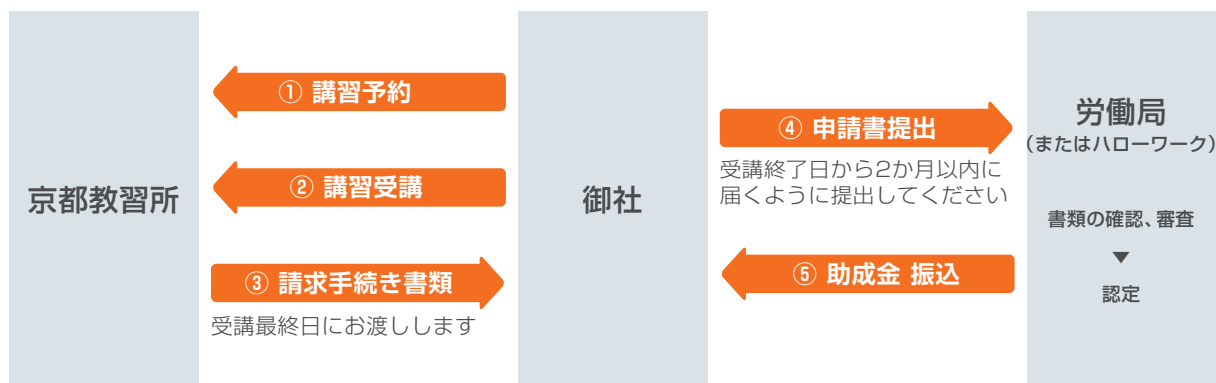 京都教習所
① 講習予約
② 講習受講
③ 請求手続き書類
受講最終日にお渡しします
御社
④ 申請書提出
受講終了日から2か月以内に
届くように提出してください
⑤ 助成金 振込
労働局
(またはハローワーク)
書類の確認、審査
▼
認定